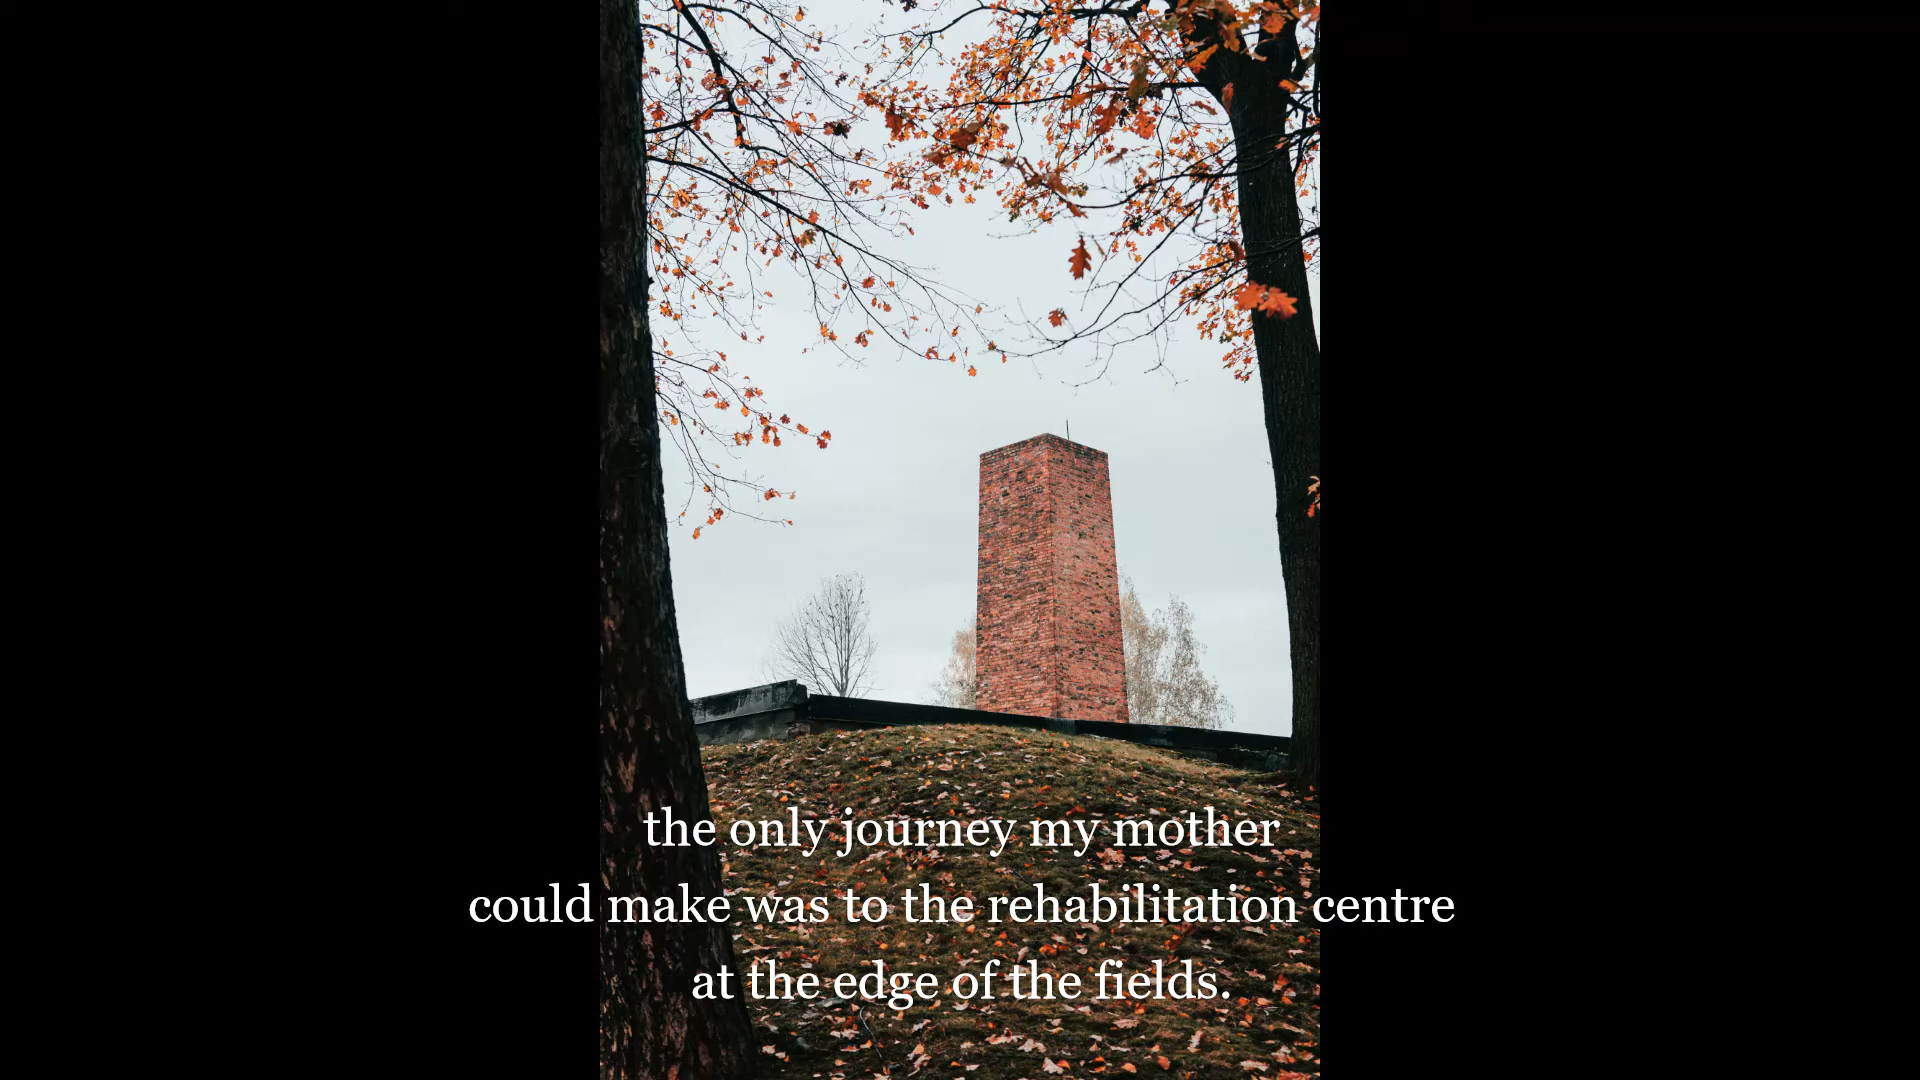 the only journey my mother
could make was to the rehabilitation centre
at the edge of the fields.